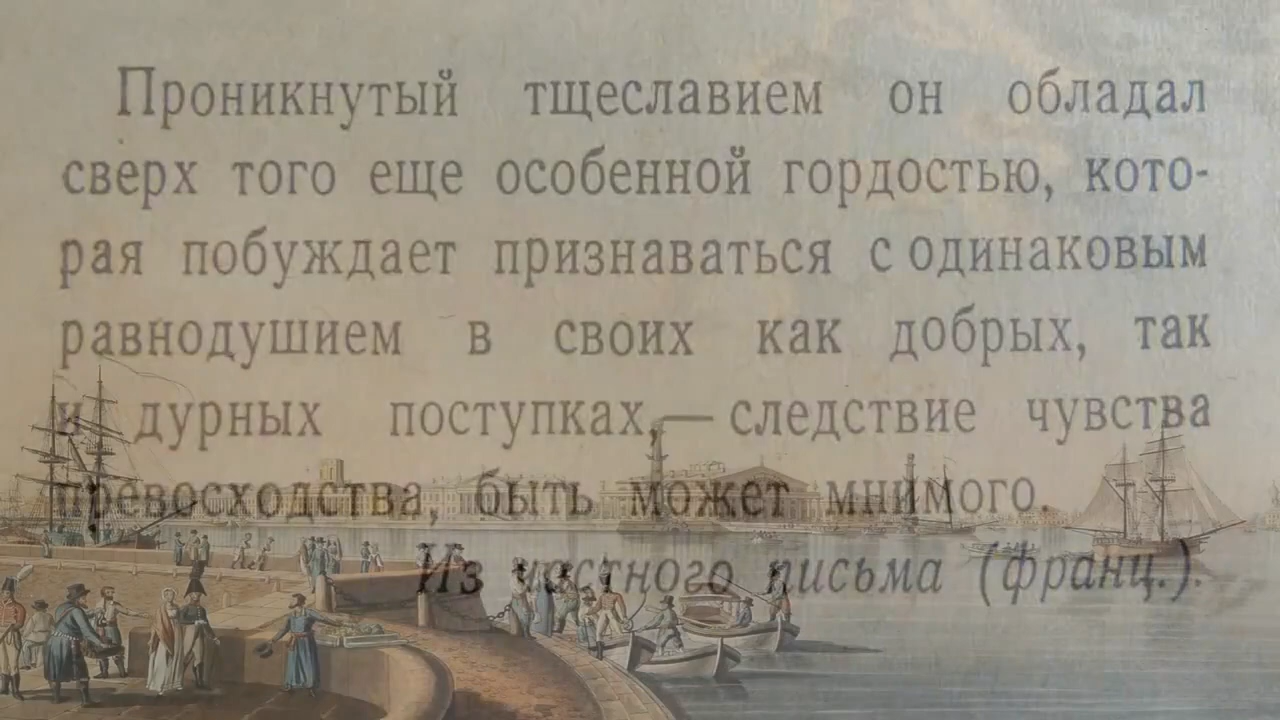 Проникнутый тщеславием он обладал
сверх того еще особенной гордостью, кото-
рая побуждает признаваться с одинаковым
равнодушием в своих как добрых, так
и дурных поступках,— следствие чувства
превосходства, быть может мнимого.
Из частного письма (франц.).